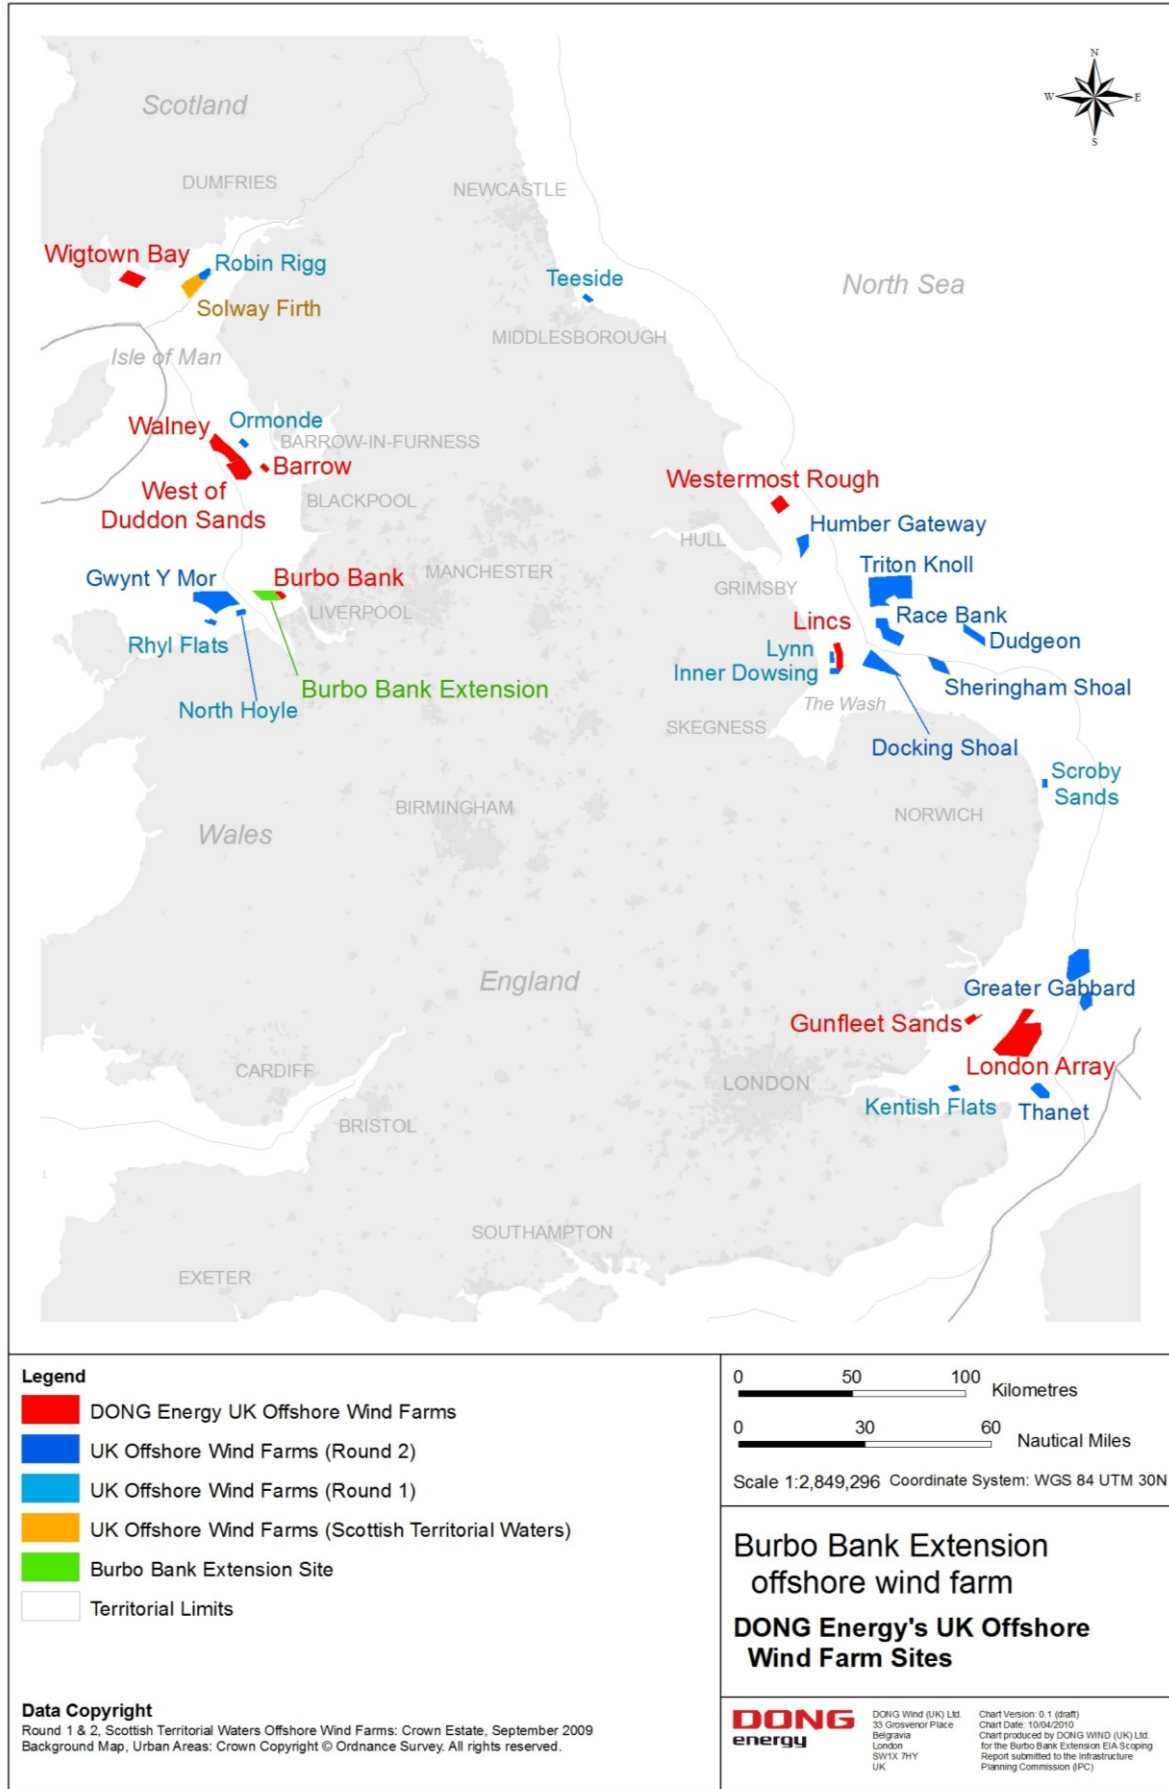 N
W
E
S
Scotland
DUMFRIES
NEWCASTLE
Wigtown Bay
Robin Rigg
Solway Firth
Teeside
North Sea
MIDDLESBOROUGH
Isle of Man
Walney
Ormonde
BARROW-IN-FURNESS
Barrow
West of
Duddon Sands
BLACKPOOL
Westermost Rough
HULL
Humber Gateway
Gwynt Y Mor
Burbo Bank
MANCHESTER
GRIMSBY
Triton Knoll
LIVERPOOL
Race Bank
Rhyl Flats
Lincs
Dudgeon
Lynn
Inner Dowsing
Burbo Bank Extension
Sheringham Shoal
North Hoyle
The Wash
SKEGNESS
Docking Shoal
Scroby
Sands
BIRMINGHAM
NORWICH
Wales
England
Greater Gabbard
Gunfleet Sands
London Array
CARDIFF
LONDON
Kentish Flats
Thanet
BRISTOL
SOUTHAMPTON
EXETER
Legend
DONG Energy UK Offshore Wind Farms
UK Offshore Wind Farms (Round 2)
UK Offshore Wind Farms (Round 1)
UK Offshore Wind Farms (Scottish Territorial Waters)
Burbo Bank Extension Site
Territorial Limits
Data Copyright
Round 1 & 2, Scottish Territorial Waters Offshore Wind Farms: Crown Estate, September 2009
Background Map, Urban Areas: Crown Copyright © Ordnance Survey. All rights reserved.
0 50 100 Kilometres
0 30 60 Nautical Miles
Scale 1:2,849,296 Coordinate System: WGS 84 UTM 30N
Burbo Bank Extension
offshore wind farm
DONG Energy's UK Offshore
Wind Farm Sites
DONG
energy
DONG Wind (UK) Ltd.
33 Grosvenor Place
Belgravia
London
SW1X 7HY
UK
Chart Version: 0.1 (draft)
Chart Date: 10/04/2010
Chart produced by DONG WIND (UK) Ltd.
for the Burbo Bank Extension EIA Scoping
Report submitted to the Infrastructure
Planning Commission (IPC)